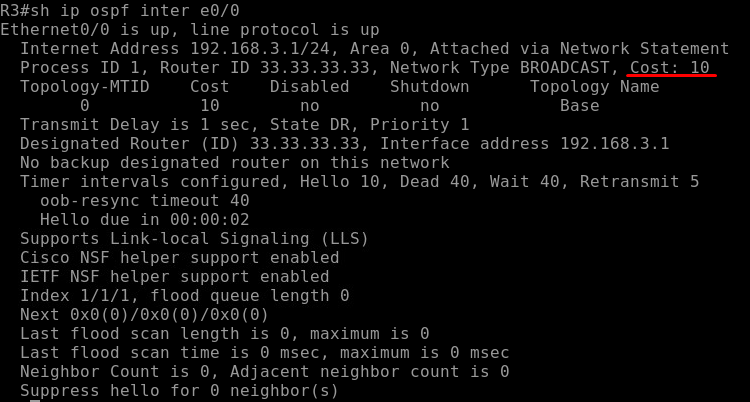 R3#sh ip ospf inter e0/0
Ethernet0/0 is up, line protocol is up
  Internet Address 192.168.3.1/24, Area 0, Attached via Network Statement
  Process ID 1, Router ID 33.33.33.33, Network Type BROADCAST, Cost: 10
  Topology-MTID    Cost    Disabled    Shutdown      Topology Name
        0           10        no          no            Base
  Transmit Delay is 1 sec, State DR, Priority 1
  Designated Router (ID) 33.33.33.33, Interface address 192.168.3.1
  No backup designated router on this network
  Timer intervals configured, Hello 10, Dead 40, Wait 40, Retransmit 5
    oob-resync timeout 40
    Hello due in 00:00:02
  Supports Link-local Signaling (LLS)
  Cisco NSF helper support enabled
  IETF NSF helper support enabled
  Index 1/1/1, flood queue length 0
  Next 0x0(0)/0x0(0)/0x0(0)
  Last flood scan length is 0, maximum is 0
  Last flood scan time is 0 msec, maximum is 0 msec
  Neighbor Count is 0, Adjacent neighbor count is 0
  Suppress hello for 0 neighbor(s)